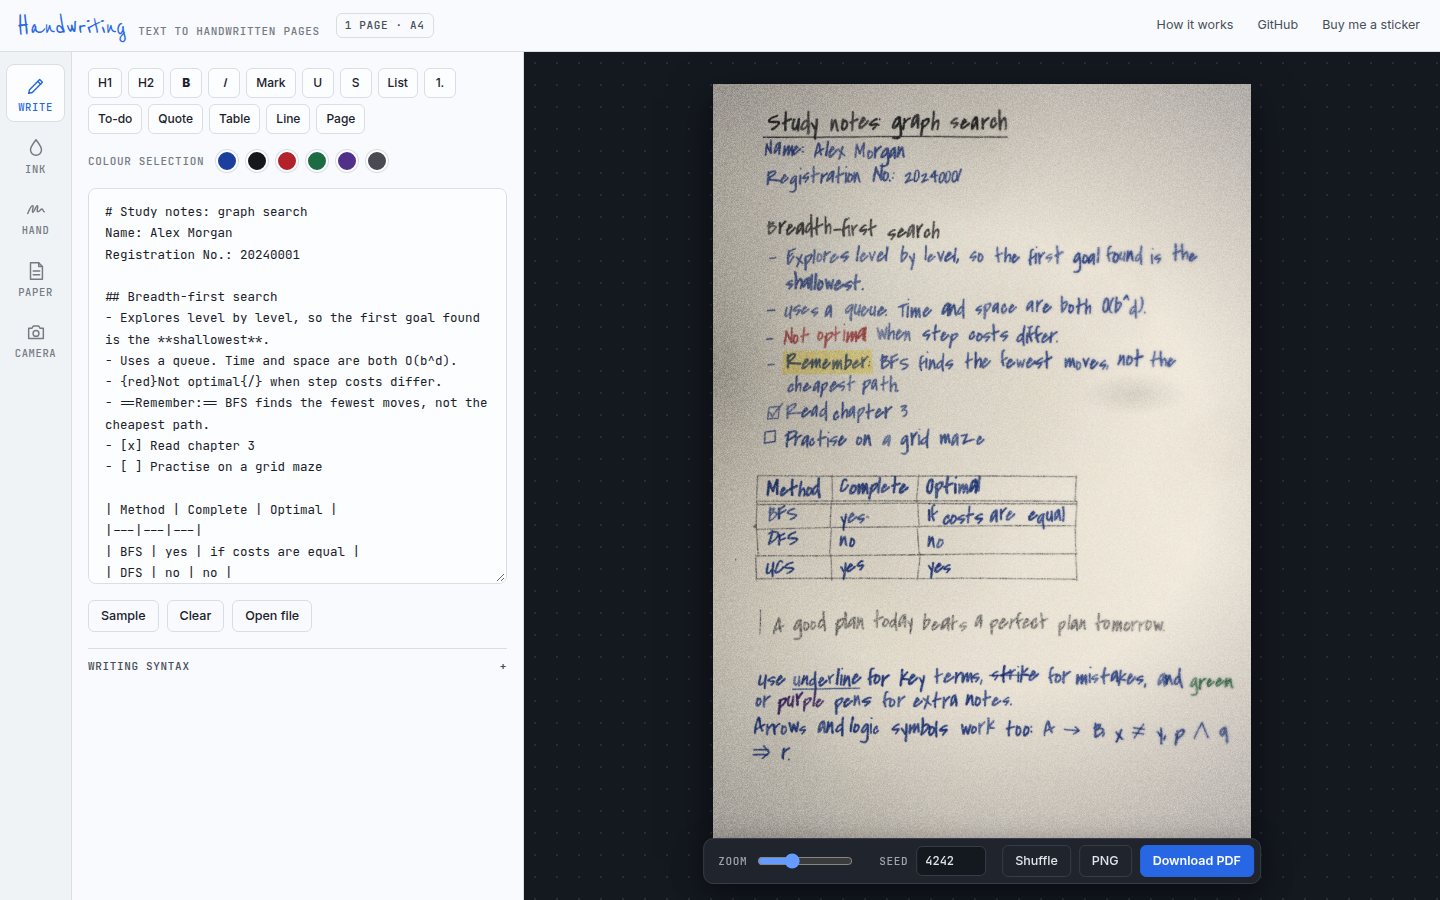 Handwriting TEXT TO HANDWRITTEN PAGES 1 PAGE · A4 How it works GitHub Buy me a sticker
WRITE
INK
HAND
PAPER
CAMERA
H1 H2 B I Mark U S List 1.
To-do Quote Table Line Page
COLOUR SELECTION
# Study notes: graph search
Name: Alex Morgan
Registration No.: 20240001

## Breadth-first search
- Explores level by level, so the first goal found
is the **shallowest**.
- Uses a queue. Time and space are both O(b^d).
- {red}Not optimal{/} when step costs differ.
- ==Remember:== BFS finds the fewest moves, not the
cheapest path.
- [x] Read chapter 3
- [ ] Practise on a grid maze

| Method | Complete | Optimal |
|---|---|---|
| BFS | yes | if costs are equal |
| DFS | no | no |
Sample Clear Open file
WRITING SYNTAX +
Study notes: graph search
Name: Alex Morgan
Registration No.: 20240001
Breadth-first search
- Explores level by level, so the first goal found is the
shallowest.
- Uses a queue. Time and space are both O(b^d).
- Not optimal when step costs differ.
- Remember: BFS finds the fewest moves, not the
cheapest path.
☑ Read chapter 3
☐ Practise on a grid maze
Method Complete Optimal
BFS yes if costs are equal
DFS no no
UCS yes yes
A good plan today beats a perfect plan tomorrow.
Use underline for key terms, strike for mistakes, and green
or purple pens for extra notes.
Arrows and logic symbols work too: A → B, x ≠ y, p ∧ q
⇒ r.
ZOOM SEED 4242 Shuffle PNG Download PDF